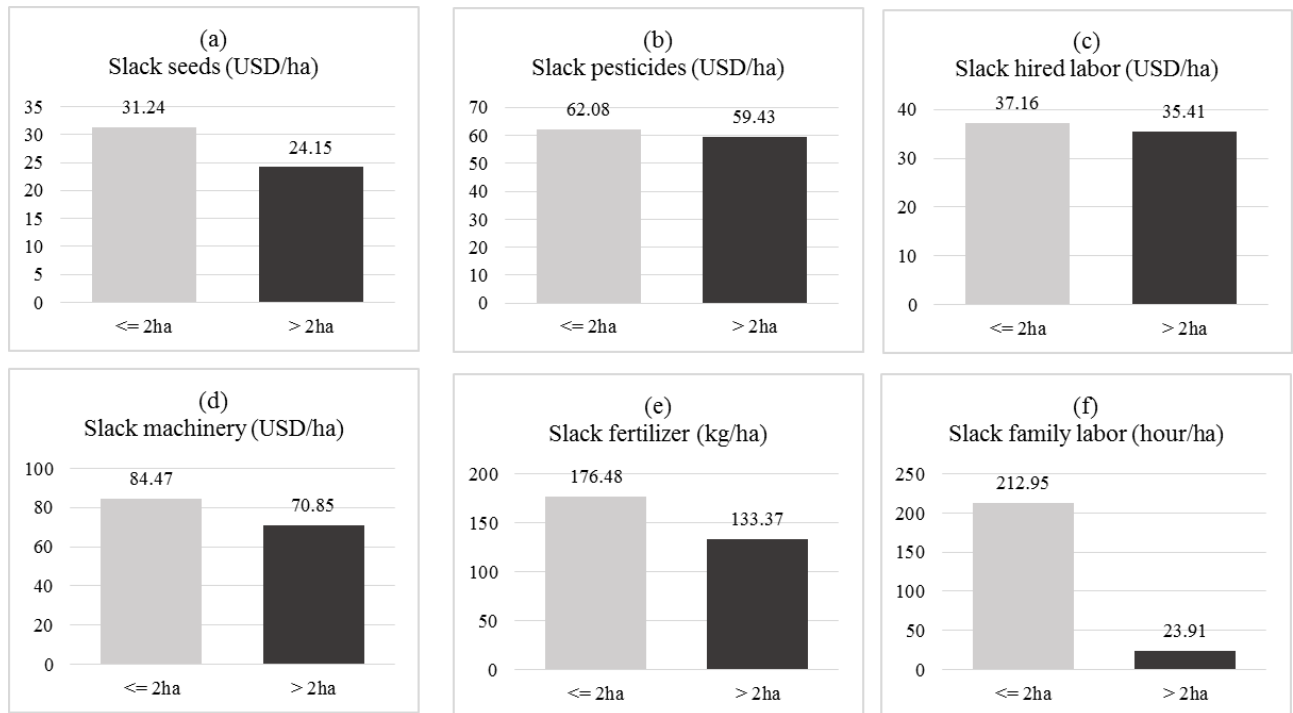 (a)
Slack seeds (USD/ha)
35
30
25
20
15
10
5
0
31.24
24.15
<= 2ha
> 2ha
(b)
Slack pesticides (USD/ha)
70
60
50
40
30
20
10
0
62.08
59.43
<= 2ha
> 2ha
(c)
Slack hired labor (USD/ha)
40
30
20
10
0
37.16
35.41
<= 2ha
> 2ha
(d)
Slack machinery (USD/ha)
100
80
60
40
20
0
84.47
70.85
<= 2ha
> 2ha
(e)
Slack fertilizer (kg/ha)
200
150
100
50
0
176.48
133.37
<= 2ha
> 2ha
(f)
Slack family labor (hour/ha)
250
200
150
100
50
0
212.95
23.91
<= 2ha
> 2ha